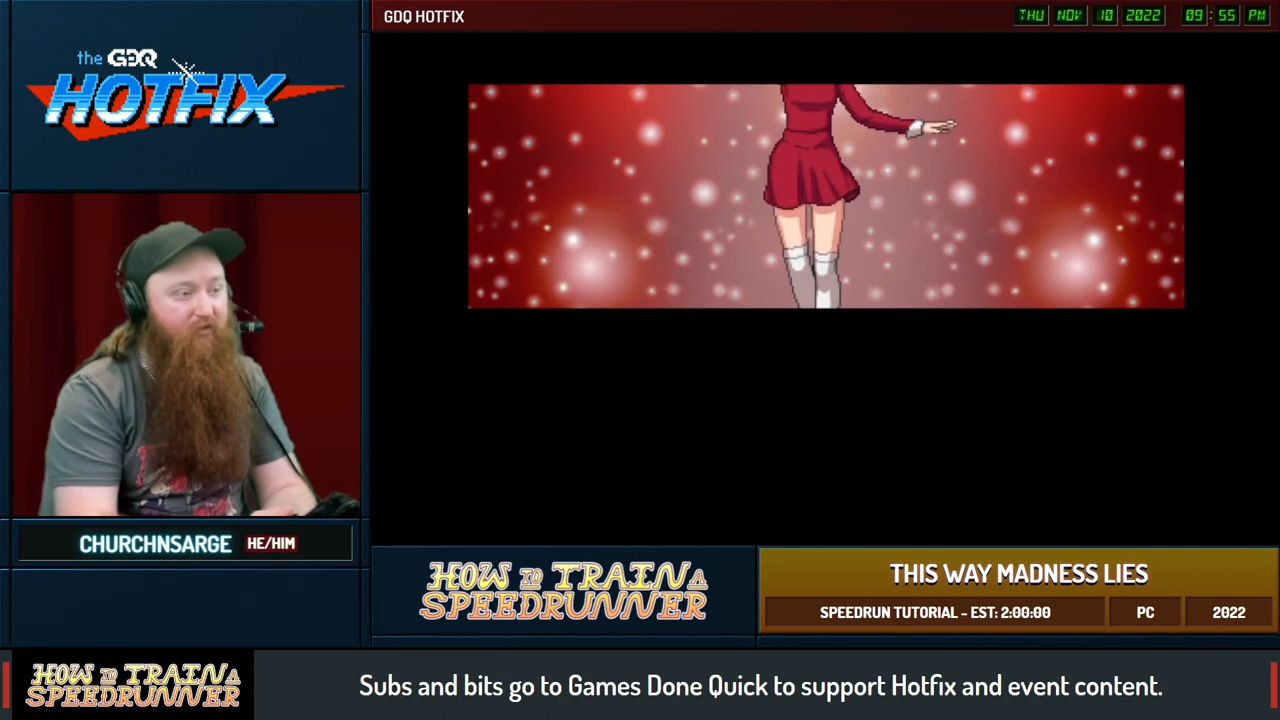 GDQ HOTFIX
THU NOV 10 2022 09:55 PM
the GDQ
HOTFIX
CHURCHNSARGE HE/HIM
HOW TO TRAIN A
SPEEDRUNNER
THIS WAY MADNESS LIES
SPEEDRUN TUTORIAL - EST: 2:00:00 PC 2022
HOW TO TRAIN A
SPEEDRUNNER
Subs and bits go to Games Done Quick to support Hotfix and event content.